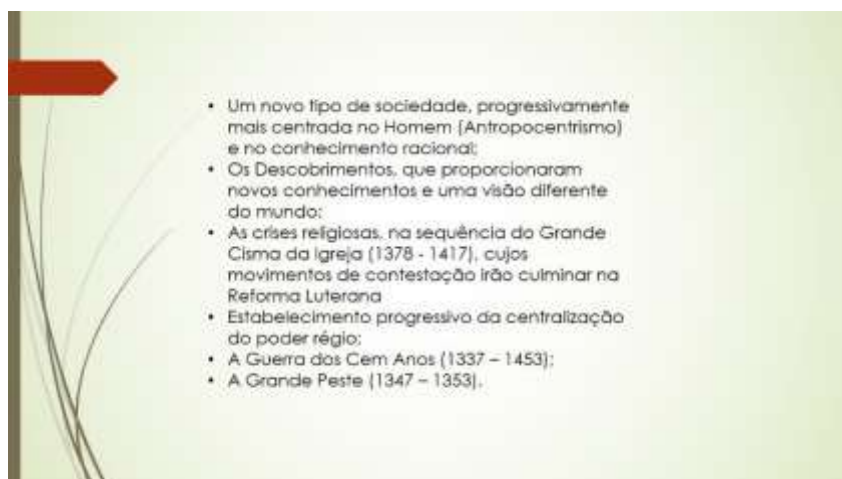 • Um novo tipo de sociedade, progressivamente
mais centrada no Homem (Antropocentrismo)
e no conhecimento racional;
• Os Descobrimentos, que proporcionaram
novos conhecimentos e uma visão diferente
do mundo;
• As crises religiosas, na sequência do Grande
Cisma da Igreja (1378 - 1417), cujos
movimentos de contestação irão culminar na
Reforma Luterana
• Estabelecimento progressivo da centralização
do poder régio;
• A Guerra dos Cem Anos (1337 – 1453);
• A Grande Peste (1347 – 1353).